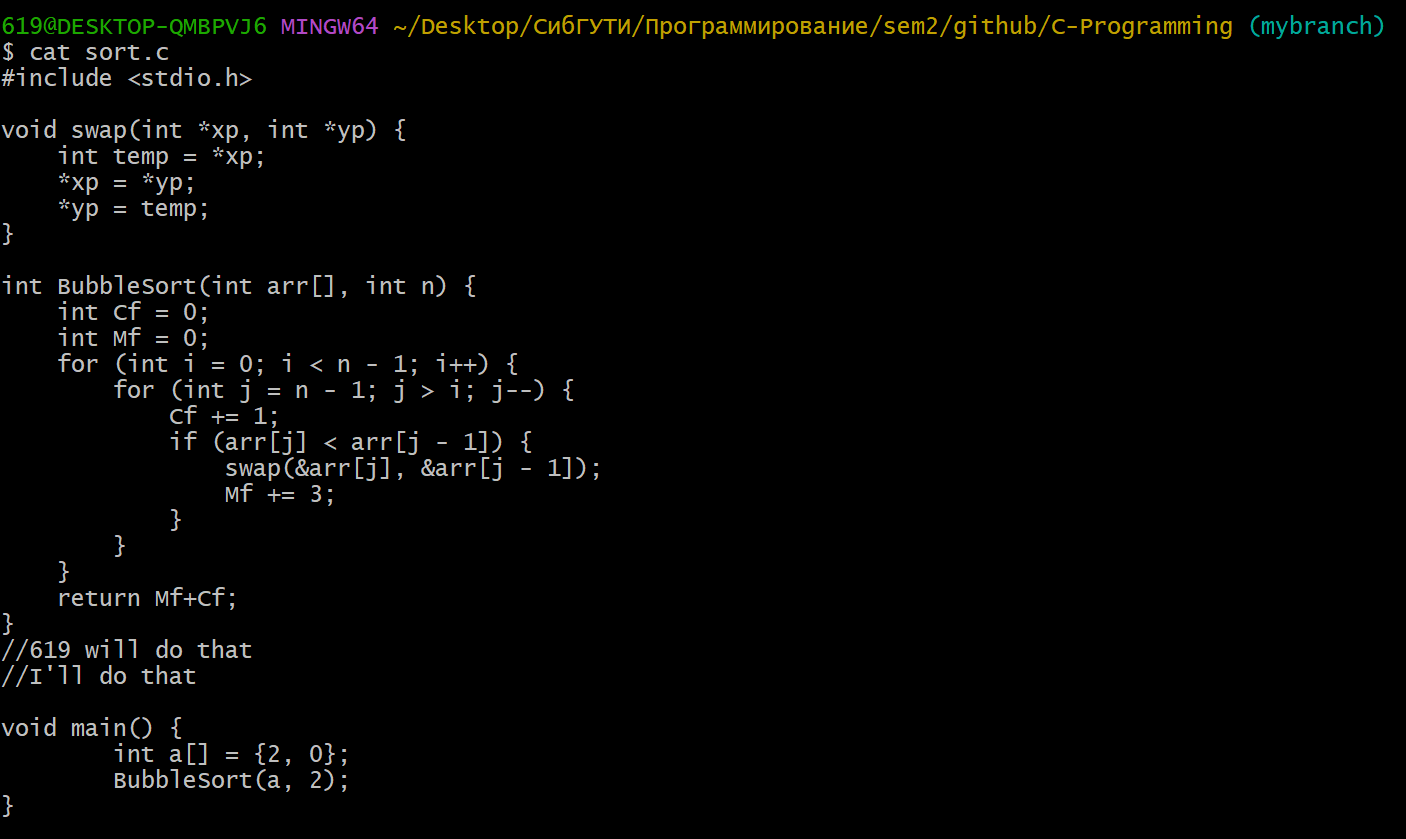 619@DESKTOP-QMBPVJ6 MINGW64 ~/Desktop/СибГУТИ/Программирование/sem2/github/C-Programming (mybranch)
$ cat sort.c
#include <stdio.h>

void swap(int *xp, int *yp) {
    int temp = *xp;
    *xp = *yp;
    *yp = temp;
}

int BubbleSort(int arr[], int n) {
    int Cf = 0;
    int Mf = 0;
    for (int i = 0; i < n - 1; i++) {
        for (int j = n - 1; j > i; j--) {
            Cf += 1;
            if (arr[j] < arr[j - 1]) {
                swap(&arr[j], &arr[j - 1]);
                Mf += 3;
            }
        }
    }
    return Mf+Cf;
}
//619 will do that
//I'll do that

void main() {
        int a[] = {2, 0};
        BubbleSort(a, 2);
}